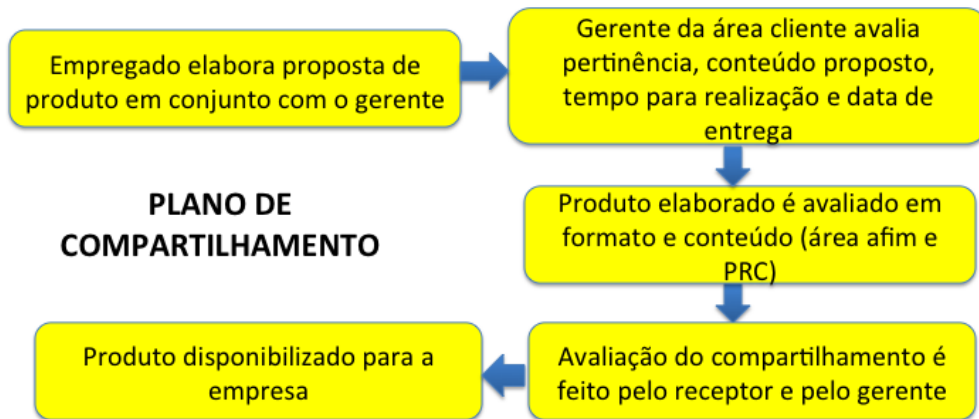 Empregado elabora proposta de
produto em conjunto com o gerente
Gerente da área cliente avalia
pertinência, conteúdo proposto,
tempo para realização e data de
entrega
PLANO DE
COMPARTILHAMENTO
Produto elaborado é avaliado em
formato e conteúdo (área afim e
PRC)
Avaliação do compartilhamento é
feito pelo receptor e pelo gerente
Produto disponibilizado para a
empresa